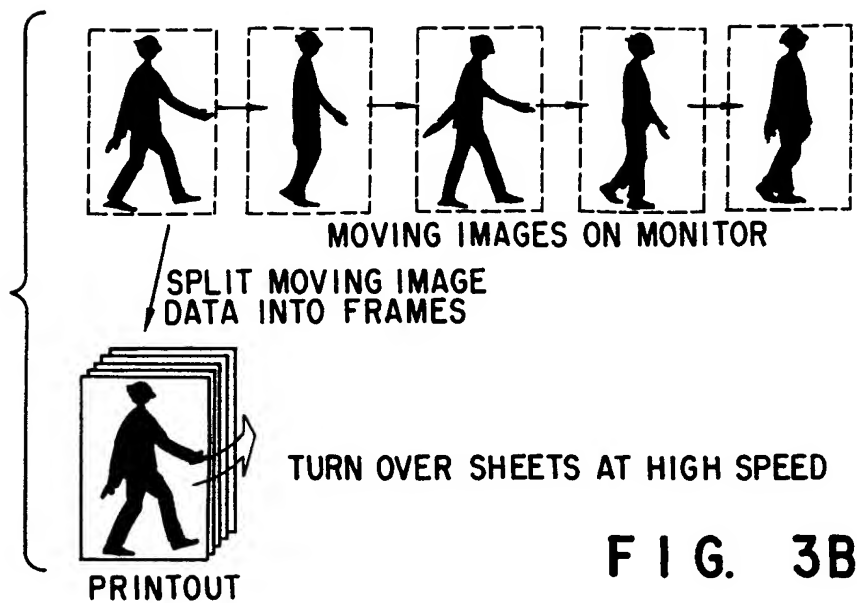 MOVING IMAGES ON MONITOR
SPLIT MOVING IMAGE
DATA INTO FRAMES
TURN OVER SHEETS AT HIGH SPEED
PRINTOUT
FIG. 3B